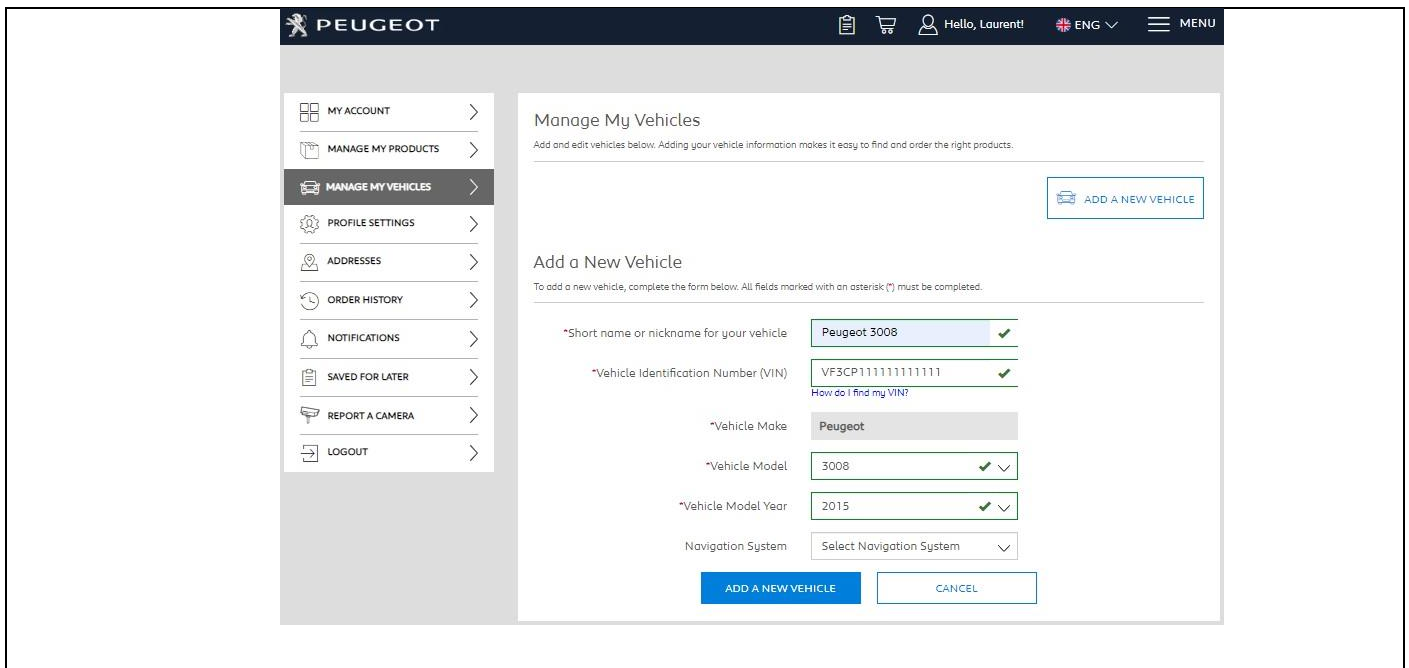 PEUGEOT
Hello, Laurent!
ENG
MENU
MY ACCOUNT
MANAGE MY PRODUCTS
MANAGE MY VEHICLES
PROFILE SETTINGS
ADDRESSES
ORDER HISTORY
NOTIFICATIONS
SAVED FOR LATER
REPORT A CAMERA
LOGOUT
Manage My Vehicles
Add and edit vehicles below. Adding your vehicle information makes it easy to find and order the right products.
ADD A NEW VEHICLE
Add a New Vehicle
To add a new vehicle, complete the form below. All fields marked with an asterisk (*) must be completed.
*Short name or nickname for your vehicle Peugeot 3008
*Vehicle Identification Number (VIN) VF3CP111111111111
How do I find my VIN?
*Vehicle Make Peugeot
*Vehicle Model 3008
*Vehicle Model Year 2015
Navigation System Select Navigation System
ADD A NEW VEHICLE CANCEL